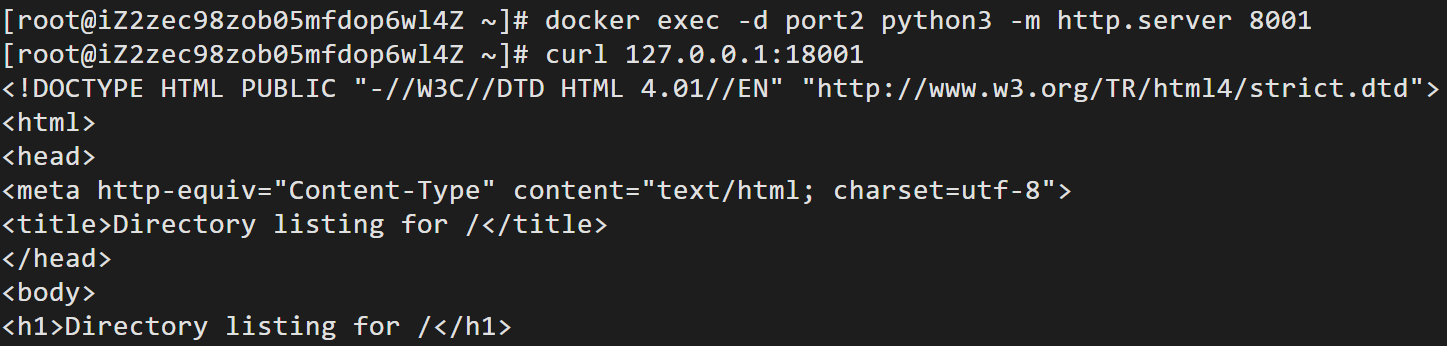 [root@iZ2zec98zob05mfdop6wl4Z ~]# docker exec -d port2 python3 -m http.server 8001
[root@iZ2zec98zob05mfdop6wl4Z ~]# curl 127.0.0.1:18001
<!DOCTYPE HTML PUBLIC "-//W3C//DTD HTML 4.01//EN" "http://www.w3.org/TR/html4/strict.dtd">
<html>
<head>
<meta http-equiv="Content-Type" content="text/html; charset=utf-8">
<title>Directory listing for /</title>
</head>
<body>
<h1>Directory listing for /</h1>